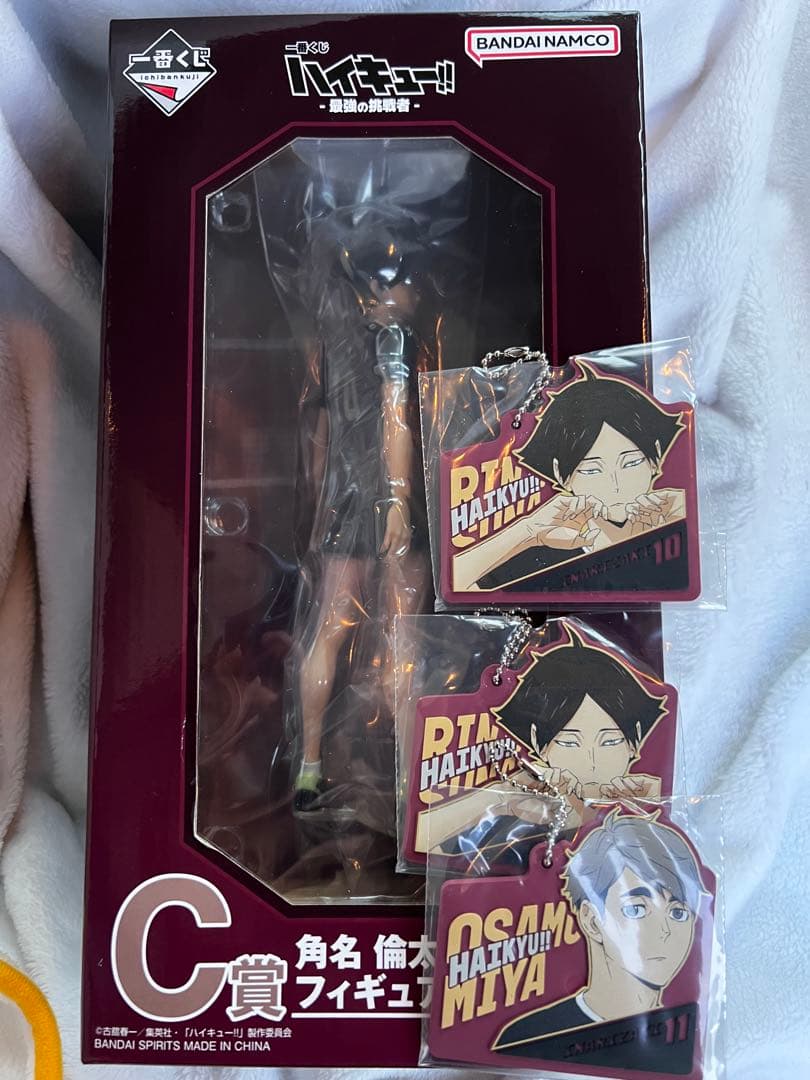 一番くじ
ichibankuji
一番くじ
ハイキュー!!
- 最強の挑戦者 -
BANDAI NAMCO
RIN
HAIKYU!!
SUNA
INARIZAKI 10
RIN
HAIKYU!!
SUNA
OSAMU
HAIKYU!!
MIYA
INARIZAKI 11
C賞
角名 倫太
フィギュア
©古舘春一／集英社・「ハイキュー!!」製作委員会
BANDAI SPIRITS MADE IN CHINA